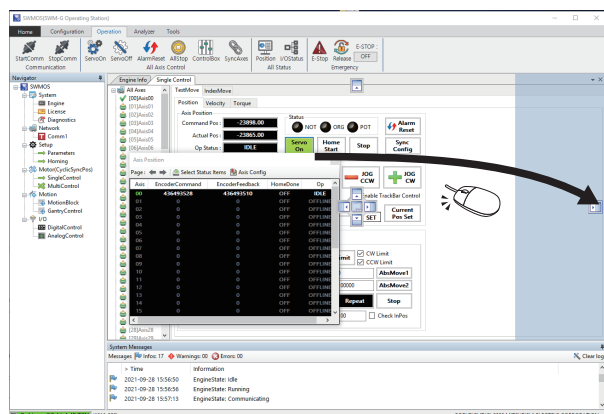 SWMOS(SWM-G Operating Station)
Home Configuration Operation Analyzer Tools
StartComm StopComm ServoOn ServoOff AlarmReset AllStop ControlBox SyncAxes Position I/OStatus E-Stop Release E-STOP : OFF
Communication All Axis Control All Status Emergency
Navigator
SWMOS
System
Engine
License
Diagnostics
Network
Comm1
Setup
Parameters
Homing
Motor(CyclicSyncPos)
SingleControl
MultiControl
Motion
MotionBlock
GentryControl
I/O
DigitalControl
AnalogControl
Engine Info Single Control
All Axes
[00]Axis00
[01]Axis01
[02]Axis02
[03]Axis03
[04]Axis04
[05]Axis05
[06]Axis06
[28]Axis28
TestMove IndexMove
Position Velocity Torque
Axis Position
Command Pos : -23898.00
Actual Pos : -23865.00
Op Status : IDLE
Status
NOT ORG POT
Alarm Reset
Servo On
Home Start
Stop
Sync Config
JOG CCW
JOG CW
enable TrackBar Control
SET
Current Pos Set
CW Limit
CCW Limit
AbsMove1
AbsMove2
Repeat Stop
Check InPos
Axis Position
Page : Select Status Items Axis Config
Axis EncoderCommand EncoderFeedback HomeDone Op
00 436493528 436493510 OFF IDLE
01 0 0 OFF OFFLINE
02 0 0 OFF OFFLINE
03 0 0 OFF OFFLINE
04 0 0 OFF OFFLINE
05 0 0 OFF OFFLINE
06 0 0 OFF OFFLINE
07 0 0 OFF OFFLINE
08 0 0 OFF OFFLINE
09 0 0 OFF OFFLINE
10 0 0 OFF OFFLINE
11 0 0 OFF OFFLINE
12 0 0 OFF OFFLINE
13 0 0 OFF OFFLINE
14 0 0 OFF OFFLINE
15 0 0 OFF OFFLINE
System Messages
Messages Infos: 17 Warnings: 00 Errors: 00 Clear log
Time Information
2021-09-28 15:56:50 EngineState: Idle
2021-09-28 15:56:56 EngineState: Running
2021-09-28 15:57:13 EngineState: Communicating